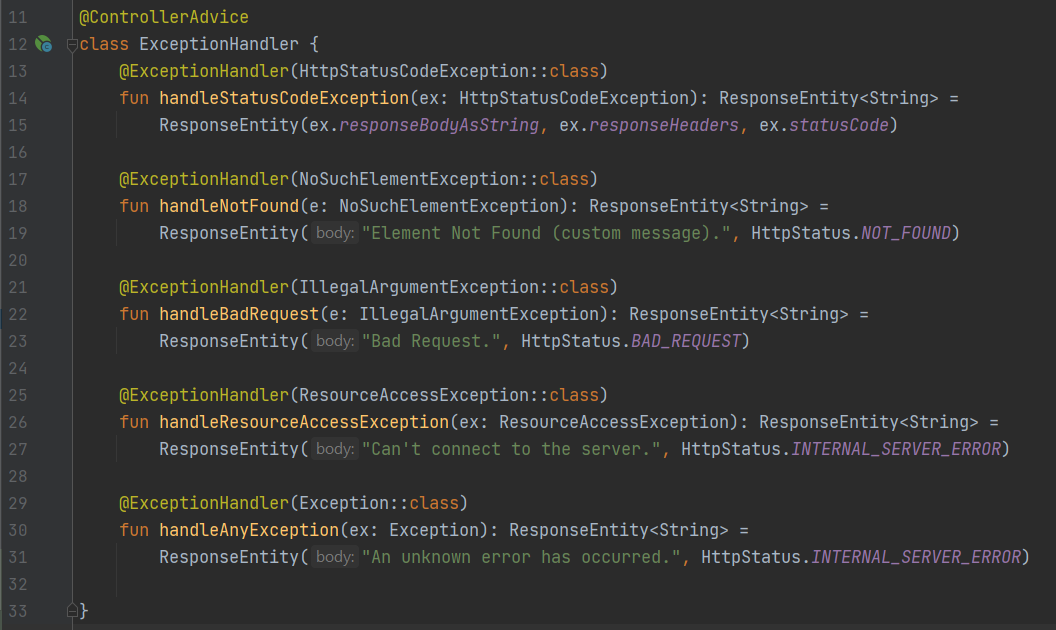 11 @ControllerAdvice
12 class ExceptionHandler {
13     @ExceptionHandler(HttpStatusCodeException::class)
14     fun handleStatusCodeException(ex: HttpStatusCodeException): ResponseEntity<String> =
15         ResponseEntity(ex.responseBodyAsString, ex.responseHeaders, ex.statusCode)
16
17     @ExceptionHandler(NoSuchElementException::class)
18     fun handleNotFound(e: NoSuchElementException): ResponseEntity<String> =
19         ResponseEntity( body: "Element Not Found (custom message).", HttpStatus.NOT_FOUND)
20
21     @ExceptionHandler(IllegalArgumentException::class)
22     fun handleBadRequest(e: IllegalArgumentException): ResponseEntity<String> =
23         ResponseEntity( body: "Bad Request.", HttpStatus.BAD_REQUEST)
24
25     @ExceptionHandler(ResourceAccessException::class)
26     fun handleResourceAccessException(ex: ResourceAccessException): ResponseEntity<String> =
27         ResponseEntity( body: "Can't connect to the server.", HttpStatus.INTERNAL_SERVER_ERROR)
28
29     @ExceptionHandler(Exception::class)
30     fun handleAnyException(ex: Exception): ResponseEntity<String> =
31         ResponseEntity( body: "An unknown error has occurred.", HttpStatus.INTERNAL_SERVER_ERROR)
32
33 }